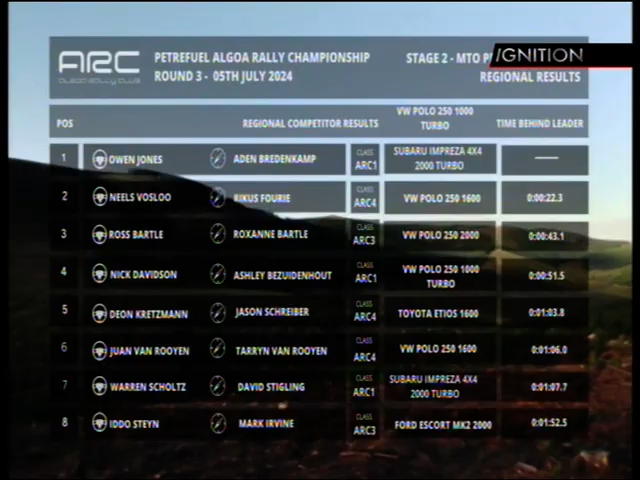 ARC
ALGOA RALLY CLUB
PETREFUEL ALGOA RALLY CHAMPIONSHIP
ROUND 3 - 05TH JULY 2024
STAGE 2 - MTO
IGNITION
REGIONAL RESULTS
POS REGIONAL COMPETITOR RESULTS VW POLO 250 1000 TURBO TIME BEHIND LEADER
1 OWEN JONES ADEN BREDENKAMP CLASS ARC1 SUBARU IMPREZA 4X4 2000 TURBO —
2 NEELS VOSLOO RIKUS FOURIE CLASS ARC4 VW POLO 250 1600 0:00:22.3
3 ROSS BARTLE ROXANNE BARTLE CLASS ARC3 VW POLO 250 2000 0:00:43.1
4 NICK DAVIDSON ASHLEY BEZUIDENHOUT CLASS ARC1 VW POLO 250 1000 TURBO 0:00:51.5
5 DEON KRETZMANN JASON SCHREIBER CLASS ARC4 TOYOTA ETIOS 1600 0:01:03.8
6 JUAN VAN ROOYEN TARRYN VAN ROOYEN CLASS ARC4 VW POLO 250 1600 0:01:06.0
7 WARREN SCHOLTZ DAVID STIGLING CLASS ARC1 SUBARU IMPREZA 4X4 2000 TURBO 0:01:07.7
8 IDDO STEYN MARK IRVINE CLASS ARC3 FORD ESCORT MK2 2000 0:01:52.5